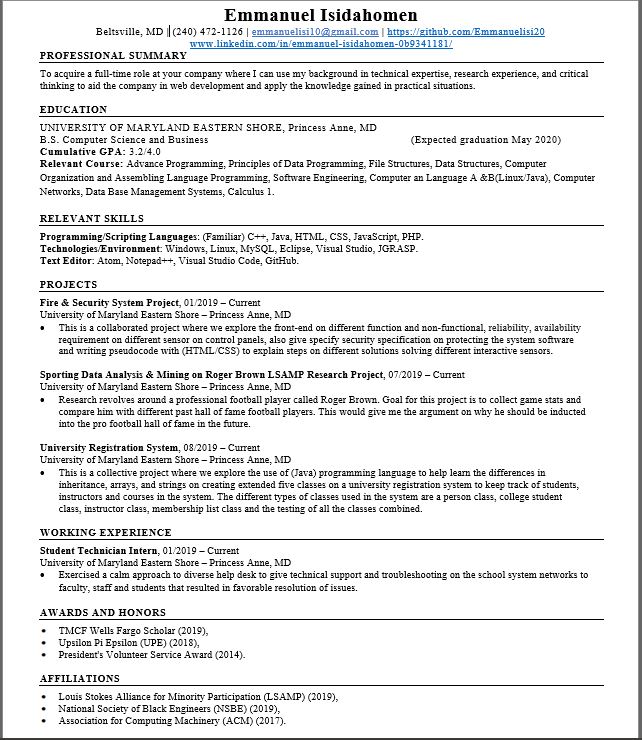 Emmanuel Isidahomen
Beltsville, MD | (240) 472-1126 | emmanuelisi10@gmail.com | https://github.com/Emmanuelisi20
www.linkedin.com/in/emmanuel-isidahomen-0b9341181/
PROFESSIONAL SUMMARY
To acquire a full-time role at your company where I can use my background in technical expertise, research experience, and critical
thinking to aid the company in web development and apply the knowledge gained in practical situations.
EDUCATION
UNIVERSITY OF MARYLAND EASTERN SHORE, Princess Anne, MD
B.S. Computer Science and Business (Expected graduation May 2020)
Cumulative GPA: 3.2/4.0
Relevant Course: Advance Programming, Principles of Data Programming, File Structures, Data Structures, Computer
Organization and Assembling Language Programming, Software Engineering, Computer an Language A &B(Linux/Java), Computer
Networks, Data Base Management Systems, Calculus 1.
RELEVANT SKILLS
Programming/Scripting Languages: (Familiar) C++, Java, HTML, CSS, JavaScript, PHP.
Technologies/Environment: Windows, Linux, MySQL, Eclipse, Visual Studio, JGRASP.
Text Editor: Atom, Notepad++, Visual Studio Code, GitHub.
PROJECTS
Fire & Security System Project, 01/2019 – Current
University of Maryland Eastern Shore – Princess Anne, MD
• This is a collaborated project where we explore the front-end on different function and non-functional, reliability, availability
requirement on different sensor on control panels, also give specify security specification on protecting the system software
and writing pseudocode with (HTML/CSS) to explain steps on different solutions solving different interactive sensors.
Sporting Data Analysis & Mining on Roger Brown LSAMP Research Project, 07/2019 – Current
University of Maryland Eastern Shore – Princess Anne, MD
• Research revolves around a professional football player called Roger Brown. Goal for this project is to collect game stats and
compare him with different past hall of fame football players. This would give me the argument on why he should be inducted
into the pro football hall of fame in the future.
University Registration System, 08/2019 – Current
University of Maryland Eastern Shore – Princess Anne, MD
• This is a collective project where we explore the use of (Java) programming language to help learn the differences in
inheritance, arrays, and strings on creating extended five classes on a university registration system to keep track of students,
instructors and courses in the system. The different types of classes used in the system are a person class, college student
class, instructor class, membership list class and the testing of all the classes combined.
WORKING EXPERIENCE
Student Technician Intern, 01/2019 – Current
University of Maryland Eastern Shore – Princess Anne, MD
• Exercised a calm approach to diverse help desk to give technical support and troubleshooting on the school system networks to
faculty, staff and students that resulted in favorable resolution of issues.
AWARDS AND HONORS
• TMCF Wells Fargo Scholar (2019),
• Upsilon Pi Epsilon (UPE) (2018),
• President's Volunteer Service Award (2014).
AFFILIATIONS
• Louis Stokes Alliance for Minority Participation (LSAMP) (2019),
• National Society of Black Engineers (NSBE) (2019),
• Association for Computing Machinery (ACM) (2017).